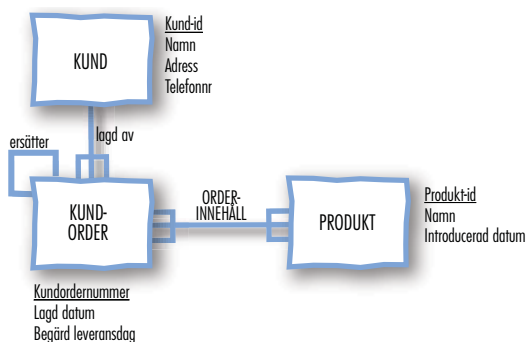 Kund-id
Namn
Adress
Telefonnr
KUND
ersätter
lagd av
ORDER-
INNEHÅLL
KUND-
ORDER
PRODUKT
Produkt-id
Namn
Introducerad datum
Kundordernummer
Lagd datum
Begärd leveransdag